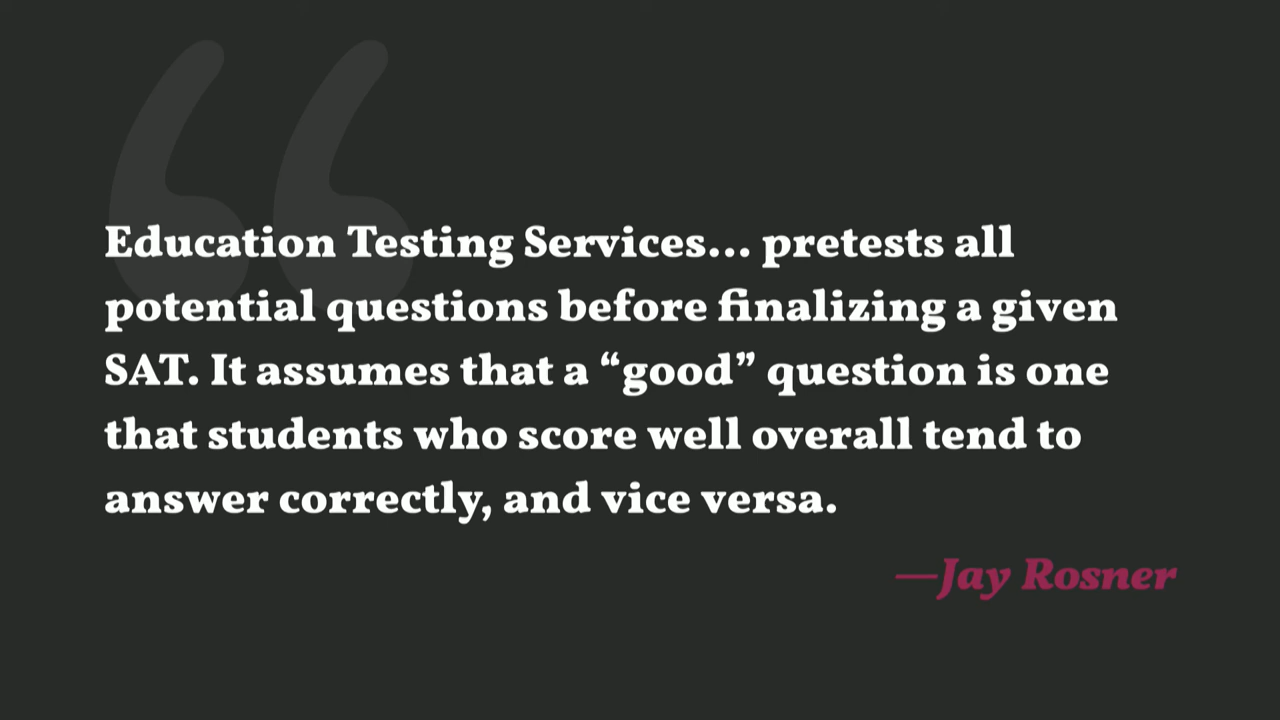 Education Testing Services... pretests all
potential questions before finalizing a given
SAT. It assumes that a “good” question is one
that students who score well overall tend to
answer correctly, and vice versa.
—Jay Rosner